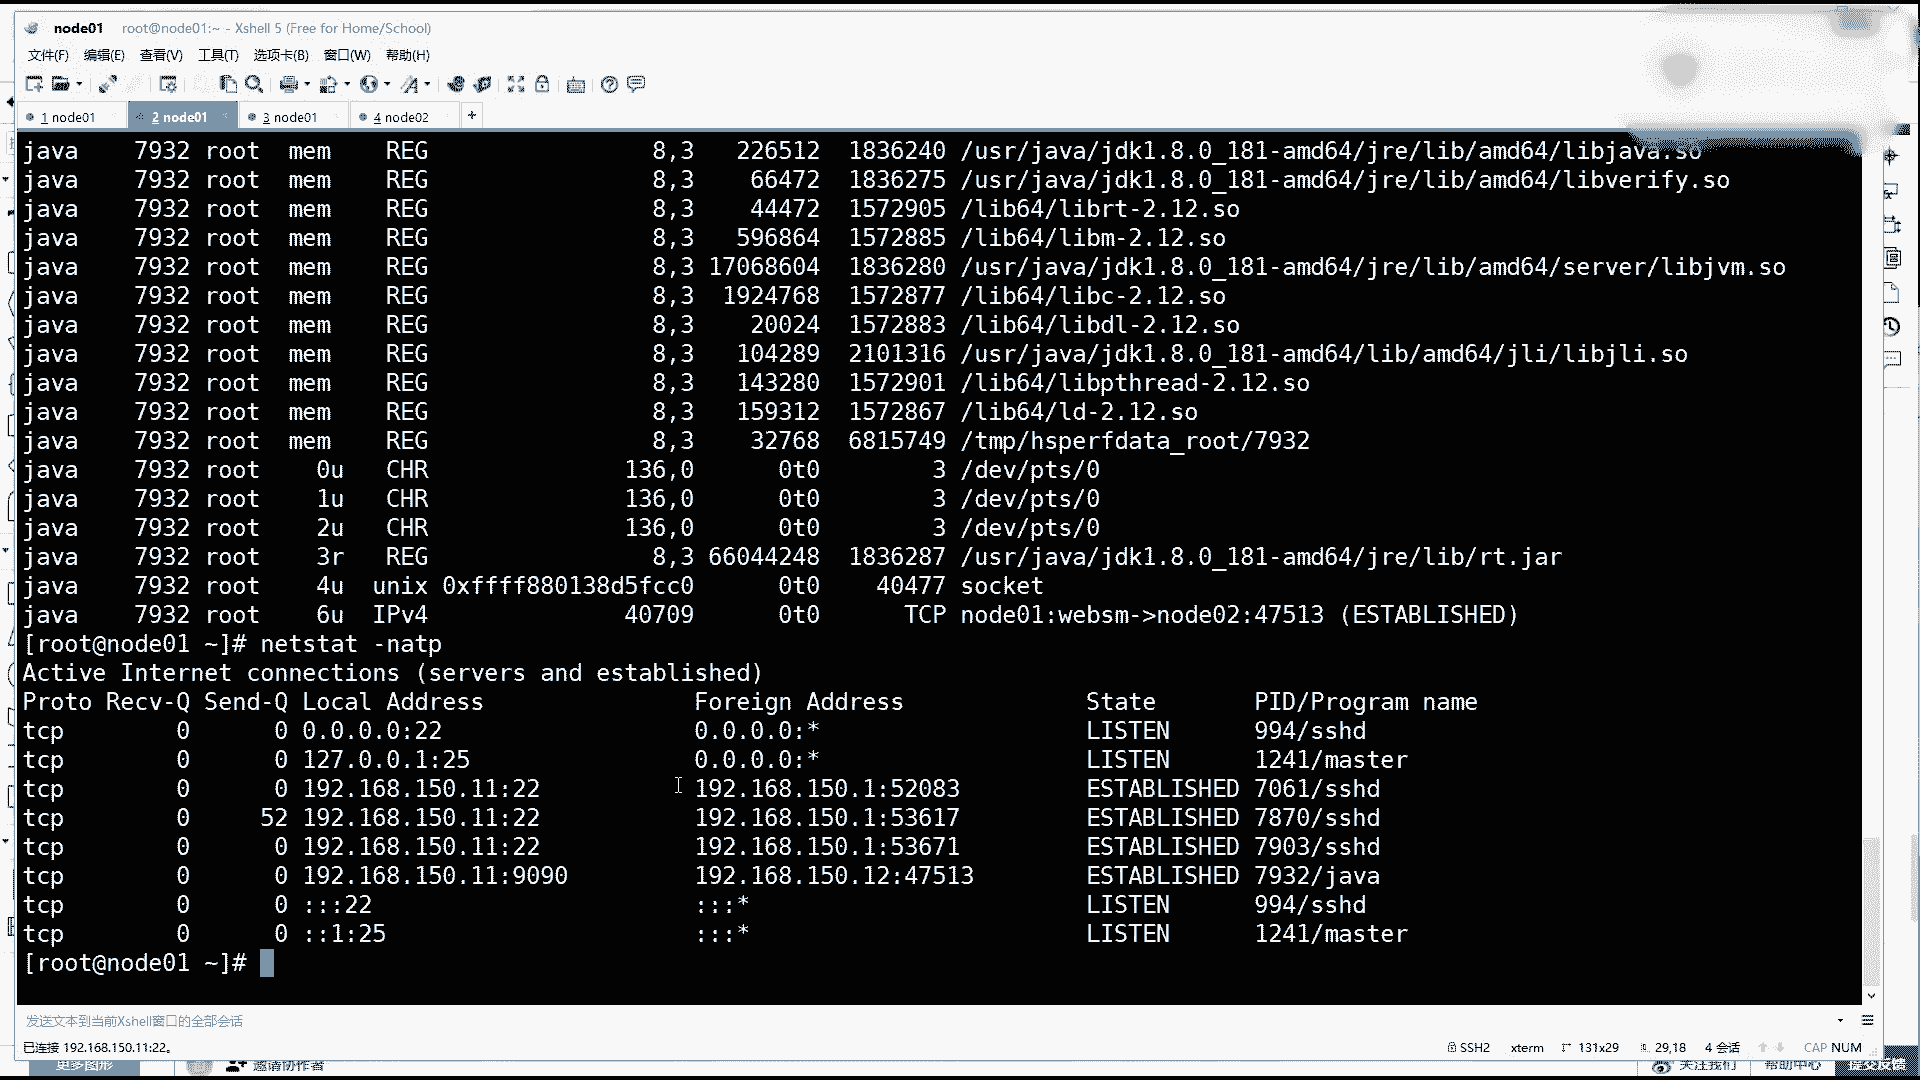 node01 root@node01:~ - Xshell 5 (Free for Home/School)
文件(F) 编辑(E) 查看(V) 工具(T) 选项卡(B) 窗口(W) 帮助(H)
1 node01 2 node01 3 node01 4 node02 +
java 7932 root mem REG 8,3 226512 1836240 /usr/java/jdk1.8.0_181-amd64/jre/lib/amd64/libjava.so
java 7932 root mem REG 8,3 66472 1836275 /usr/java/jdk1.8.0_181-amd64/jre/lib/amd64/libverify.so
java 7932 root mem REG 8,3 44472 1572905 /lib64/librt-2.12.so
java 7932 root mem REG 8,3 596864 1572885 /lib64/libm-2.12.so
java 7932 root mem REG 8,3 17068604 1836280 /usr/java/jdk1.8.0_181-amd64/jre/lib/amd64/server/libjvm.so
java 7932 root mem REG 8,3 1924768 1572877 /lib64/libc-2.12.so
java 7932 root mem REG 8,3 20024 1572883 /lib64/libdl-2.12.so
java 7932 root mem REG 8,3 104289 2101316 /usr/java/jdk1.8.0_181-amd64/lib/amd64/jli/libjli.so
java 7932 root mem REG 8,3 143280 1572901 /lib64/libpthread-2.12.so
java 7932 root mem REG 8,3 159312 1572867 /lib64/ld-2.12.so
java 7932 root mem REG 8,3 32768 6815749 /tmp/hsperfdata_root/7932
java 7932 root 0u CHR 136,0 0t0 3 /dev/pts/0
java 7932 root 1u CHR 136,0 0t0 3 /dev/pts/0
java 7932 root 2u CHR 136,0 0t0 3 /dev/pts/0
java 7932 root 3r REG 8,3 66044248 1836287 /usr/java/jdk1.8.0_181-amd64/jre/lib/rt.jar
java 7932 root 4u unix 0xffff880138d5fcc0 0t0 40477 socket
java 7932 root 6u IPv4 40709 0t0 TCP node01:websm->node02:47513 (ESTABLISHED)
[root@node01 ~]# netstat -natp
Active Internet connections (servers and established)
Proto Recv-Q Send-Q Local Address Foreign Address State PID/Program name
tcp 0 0 0.0.0.0:22 0.0.0.0:* LISTEN 994/sshd
tcp 0 0 127.0.0.1:25 0.0.0.0:* LISTEN 1241/master
tcp 0 0 192.168.150.11:22 192.168.150.1:52083 ESTABLISHED 7061/sshd
tcp 0 52 192.168.150.11:22 192.168.150.1:53617 ESTABLISHED 7870/sshd
tcp 0 0 192.168.150.11:22 192.168.150.1:53671 ESTABLISHED 7903/sshd
tcp 0 0 192.168.150.11:9090 192.168.150.12:47513 ESTABLISHED 7932/java
tcp 0 0 :::22 :::* LISTEN 994/sshd
tcp 0 0 ::1:25 :::* LISTEN 1241/master
[root@node01 ~]#
发送文本到当前Xshell窗口的全部会话
已连接 192.168.150.11:22。 SSH2 xterm 131x29 29,18 4 会话 CAP NUM
更多图形 邀请协作者 关注我们 帮助中心 提交反馈